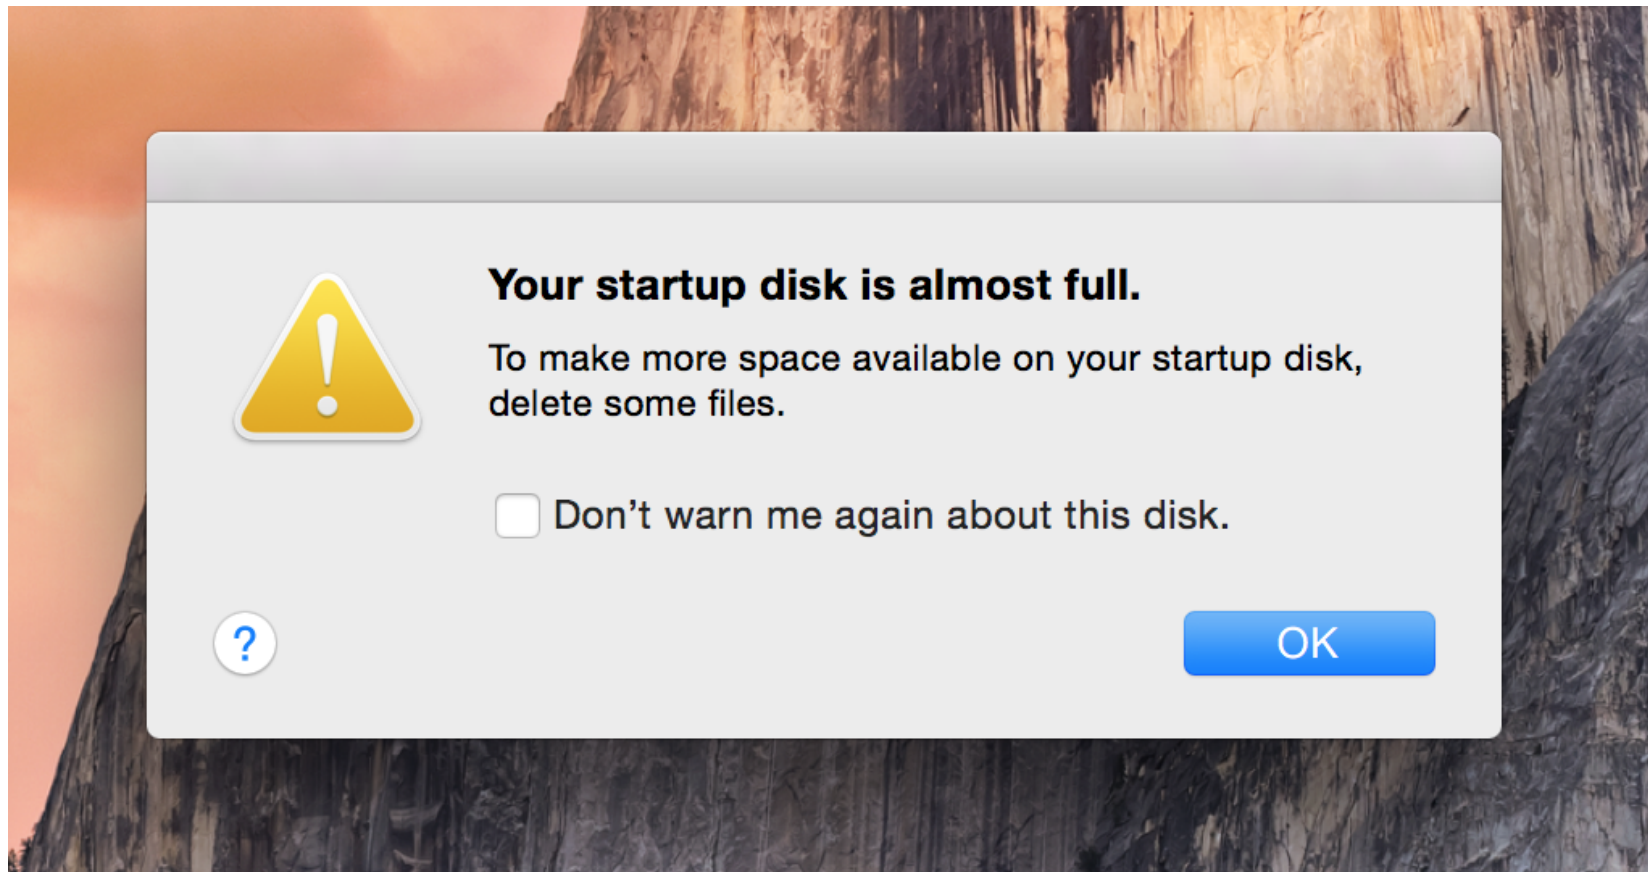 Your startup disk is almost full.
To make more space available on your startup disk,
delete some files.
Don’t warn me again about this disk.
?
OK